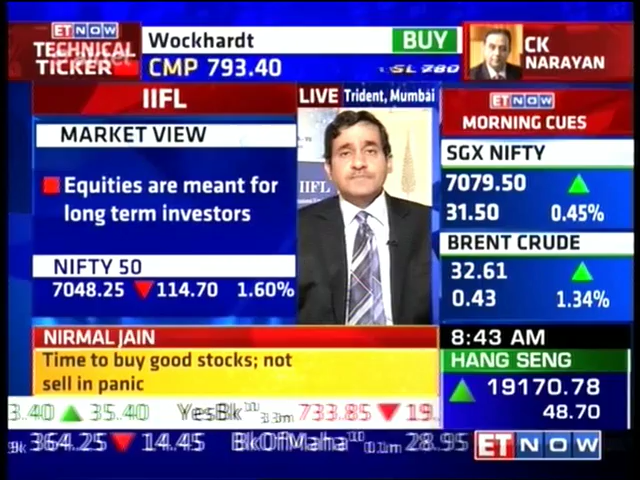 ET NOW
TECHNICAL
TICKER
Wockhardt
BUY
CMP 793.40
SL 780
CK
NARAYAN
IIFL
MARKET VIEW
Equities are meant for
long term investors
NIFTY 50
7048.25 114.70 1.60%
LIVE Trident, Mumbai
IIFL
ET NOW
MORNING CUES
SGX NIFTY
7079.50
31.50 0.45%
BRENT CRUDE
32.61
0.43 1.34%
NIRMAL JAIN
Time to buy good stocks; not
sell in panic
8:43 AM
HANG SENG
19170.78
48.70
3.40 35.40 YesBk 733.85 19.
364.25 14.45 BkOfMaha 28.95
ET NOW